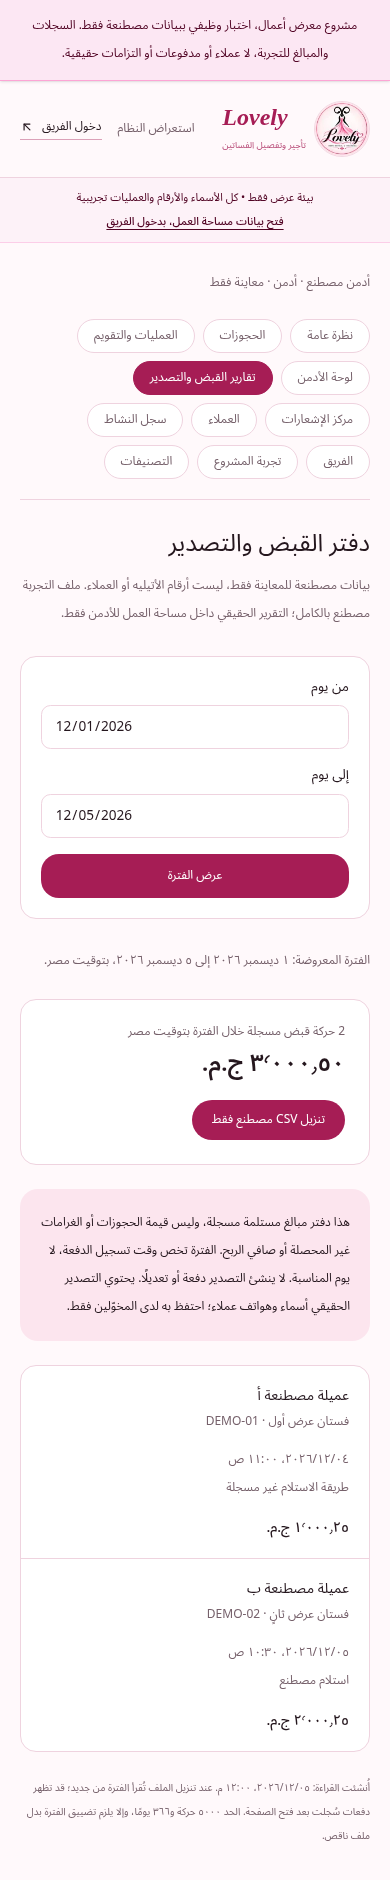 مشروع معرض أعمال، اختبار وظيفي ببيانات مصطنعة فقط. السجلات
والمبالغ للتجربة، لا عملاء أو مدفوعات أو التزامات حقيقية.
Lovely
Lovely
تأجير وتفصيل الفساتين
استعراض النظام
دخول الفريق ↖
بيئة عرض فقط • كل الأسماء والأرقام والعمليات تجريبية
فتح بيانات مساحة العمل، بدخول الفريق
أدمن مصطنع · أدمن · معاينة فقط
نظرة عامة
الحجوزات
العمليات والتقويم
لوحة الأدمن
تقارير القبض والتصدير
مركز الإشعارات
العملاء
سجل النشاط
الفريق
تجربة المشروع
التصنيفات
دفتر القبض والتصدير
بيانات مصطنعة للمعاينة فقط، ليست أرقام الأتيليه أو العملاء. ملف التجربة
مصطنع بالكامل؛ التقرير الحقيقي داخل مساحة العمل للأدمن فقط.
من يوم
12/01/2026
إلى يوم
12/05/2026
عرض الفترة
الفترة المعروضة: ١ ديسمبر ٢٠٢٦ إلى ٥ ديسمبر ٢٠٢٦، بتوقيت مصر.
2 حركة قبض مسجلة خلال الفترة بتوقيت مصر
٣٬٠٠٠٫٥٠ ج.م.
تنزيل CSV مصطنع فقط
هذا دفتر مبالغ مستلمة مسجلة، وليس قيمة الحجوزات أو الغرامات
غير المحصلة أو صافي الربح. الفترة تخص وقت تسجيل الدفعة، لا
يوم المناسبة. لا ينشئ التصدير دفعة أو تعديلًا. يحتوي التصدير
الحقيقي أسماء وهواتف عملاء؛ احتفظ به لدى المخوّلين فقط.
عميلة مصطنعة أ
فستان عرض أول · DEMO-01
٢٠٢٦/١٢/٠٤، ١١:٠٠ ص
طريقة الاستلام غير مسجلة
١٬٠٠٠٫٢٥ ج.م.
عميلة مصطنعة ب
فستان عرض ثانٍ · DEMO-02
٢٠٢٦/١٢/٠٥، ١٠:٣٠ ص
استلام مصطنع
٢٬٠٠٠٫٢٥ ج.م.
أُنشئت القراءة: ٢٠٢٦/١٢/٠٥، ١٢:٠٠ م. عند تنزيل الملف تُقرأ الفترة من جديد؛ قد تظهر
دفعات سُجلت بعد فتح الصفحة. الحد ٥٠٠٠ حركة و٣٦٦ يومًا، وإلا يلزم تضييق الفترة بدل
ملف ناقص.